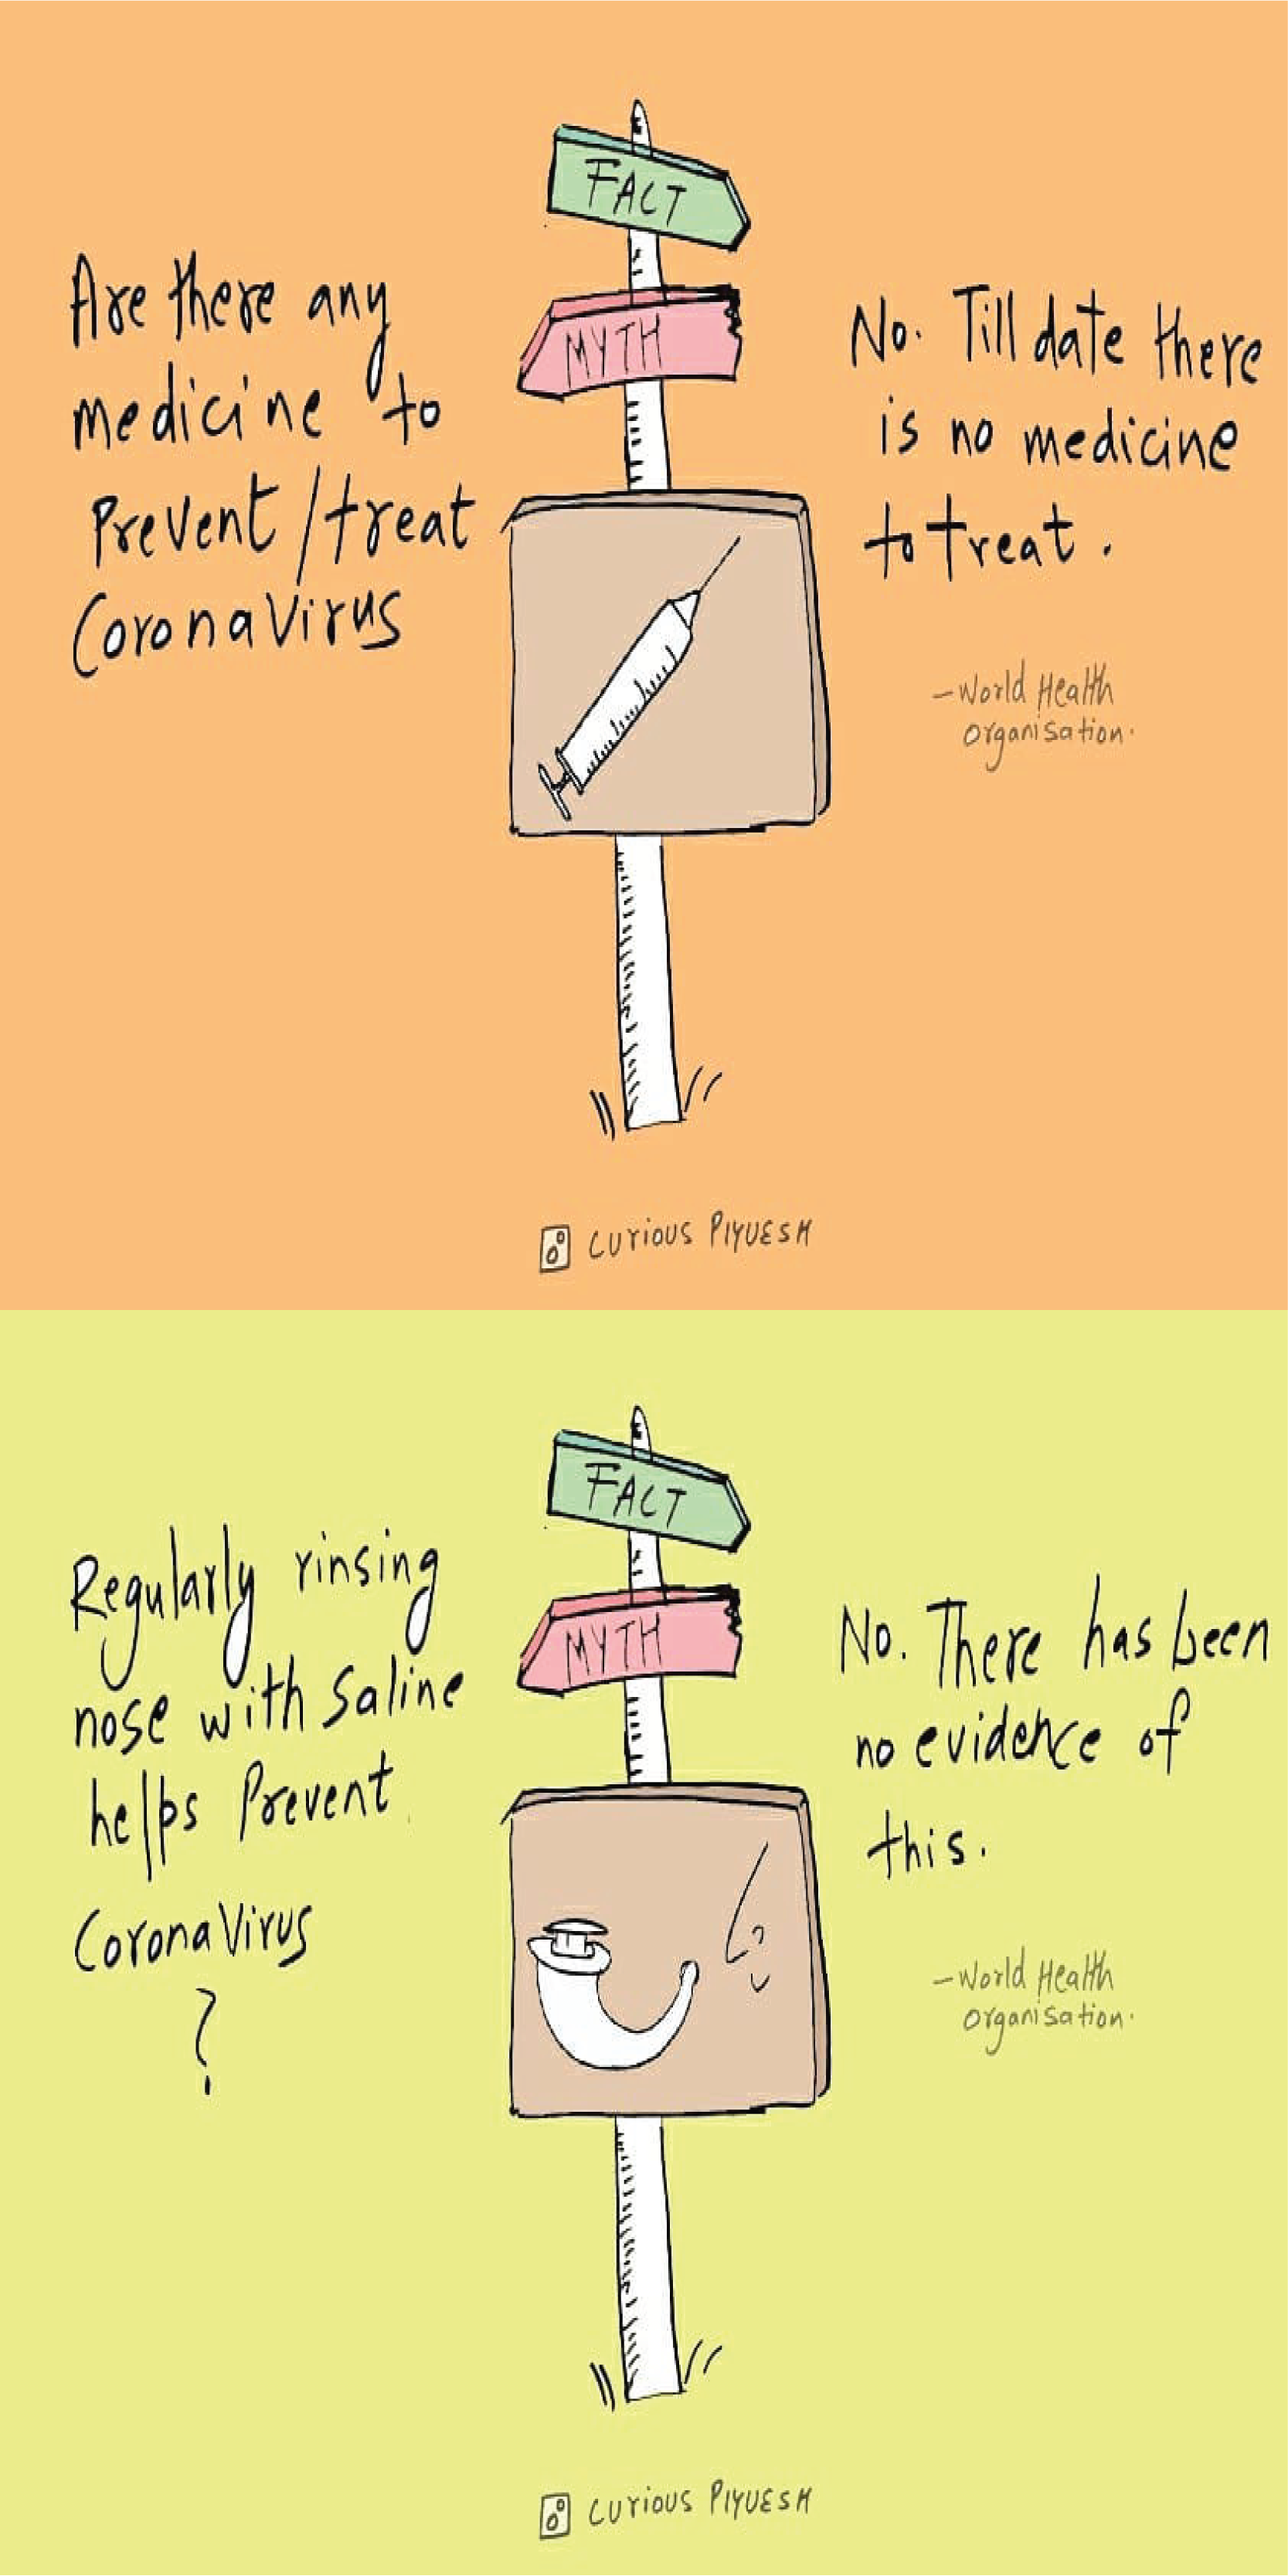 FACT
MYTH
Are there any
medicine to
Prevent/treat
CoronaVirus
No. Till date there
is no medicine
to treat.
-World Health
Organisation.
CURIOUS PIYUESH
FACT
MYTH
Regularly rinsing
nose with Saline
helps Prevent
CoronaVirus
?
No. There has been
no evidence of
this.
-World Health
Organisation.
CURIOUS PIYUESH